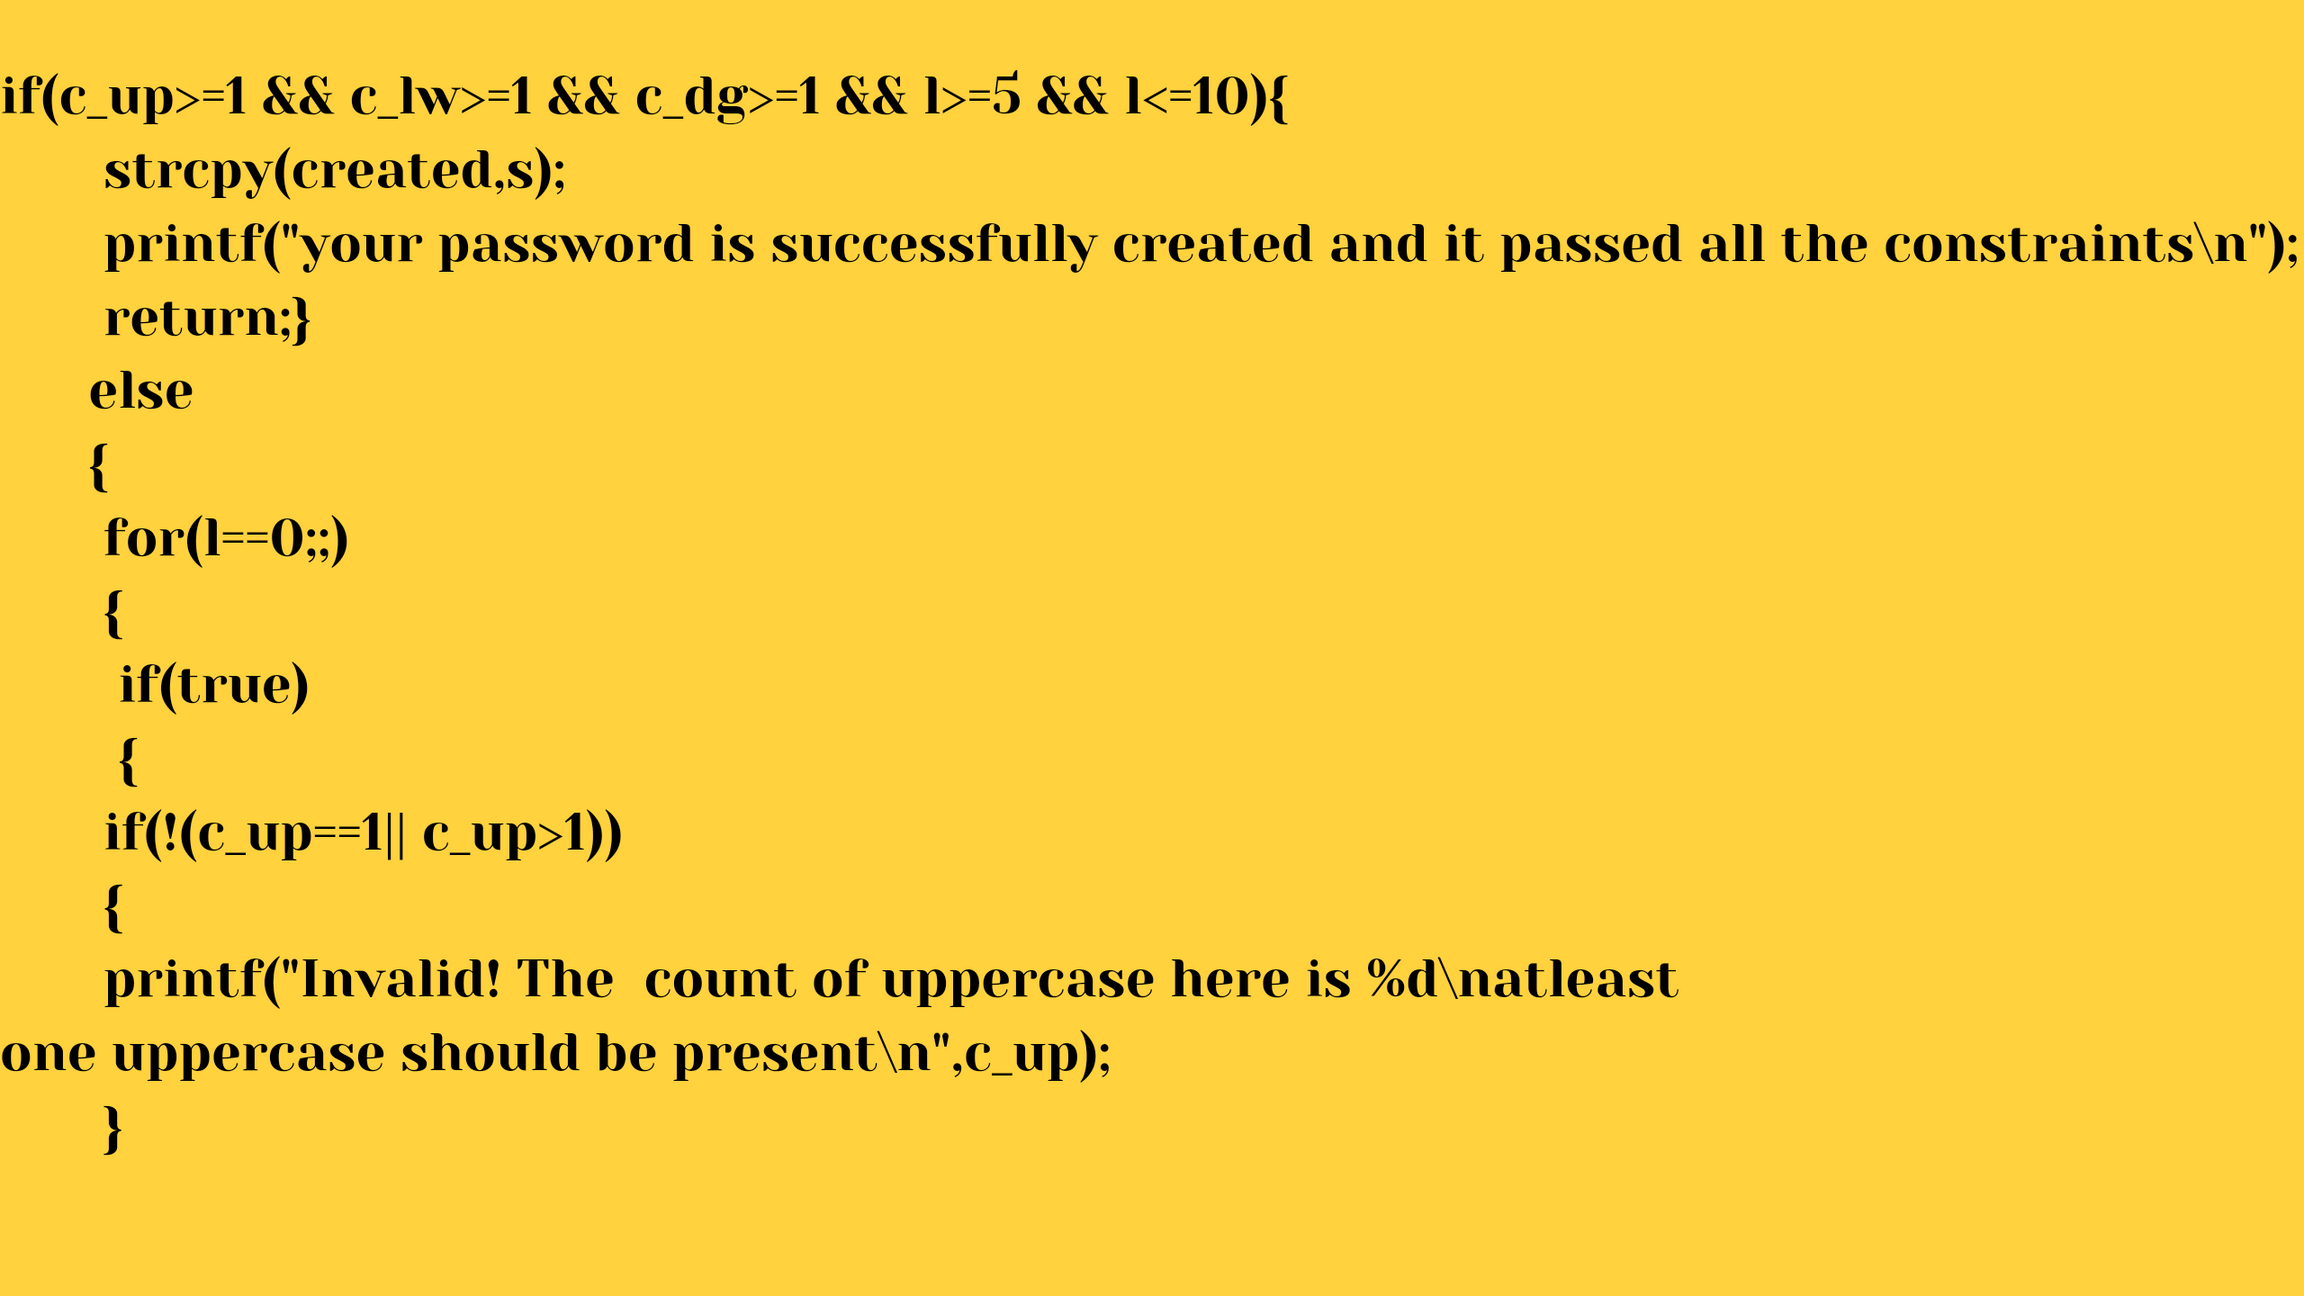 if(c_up>=1 && c_lw>=1 && c_dg>=1 && l>=5 && l<=10){
strcpy(created,s);
printf("your password is successfully created and it passed all the constraints\n");
return;}
else
{
for(l==0;;)
{
if(true)
{
if(!(c_up==1|| c_up>1))
{
printf("Invalid! The  count of uppercase here is %d\natleast
one uppercase should be present\n",c_up);
}